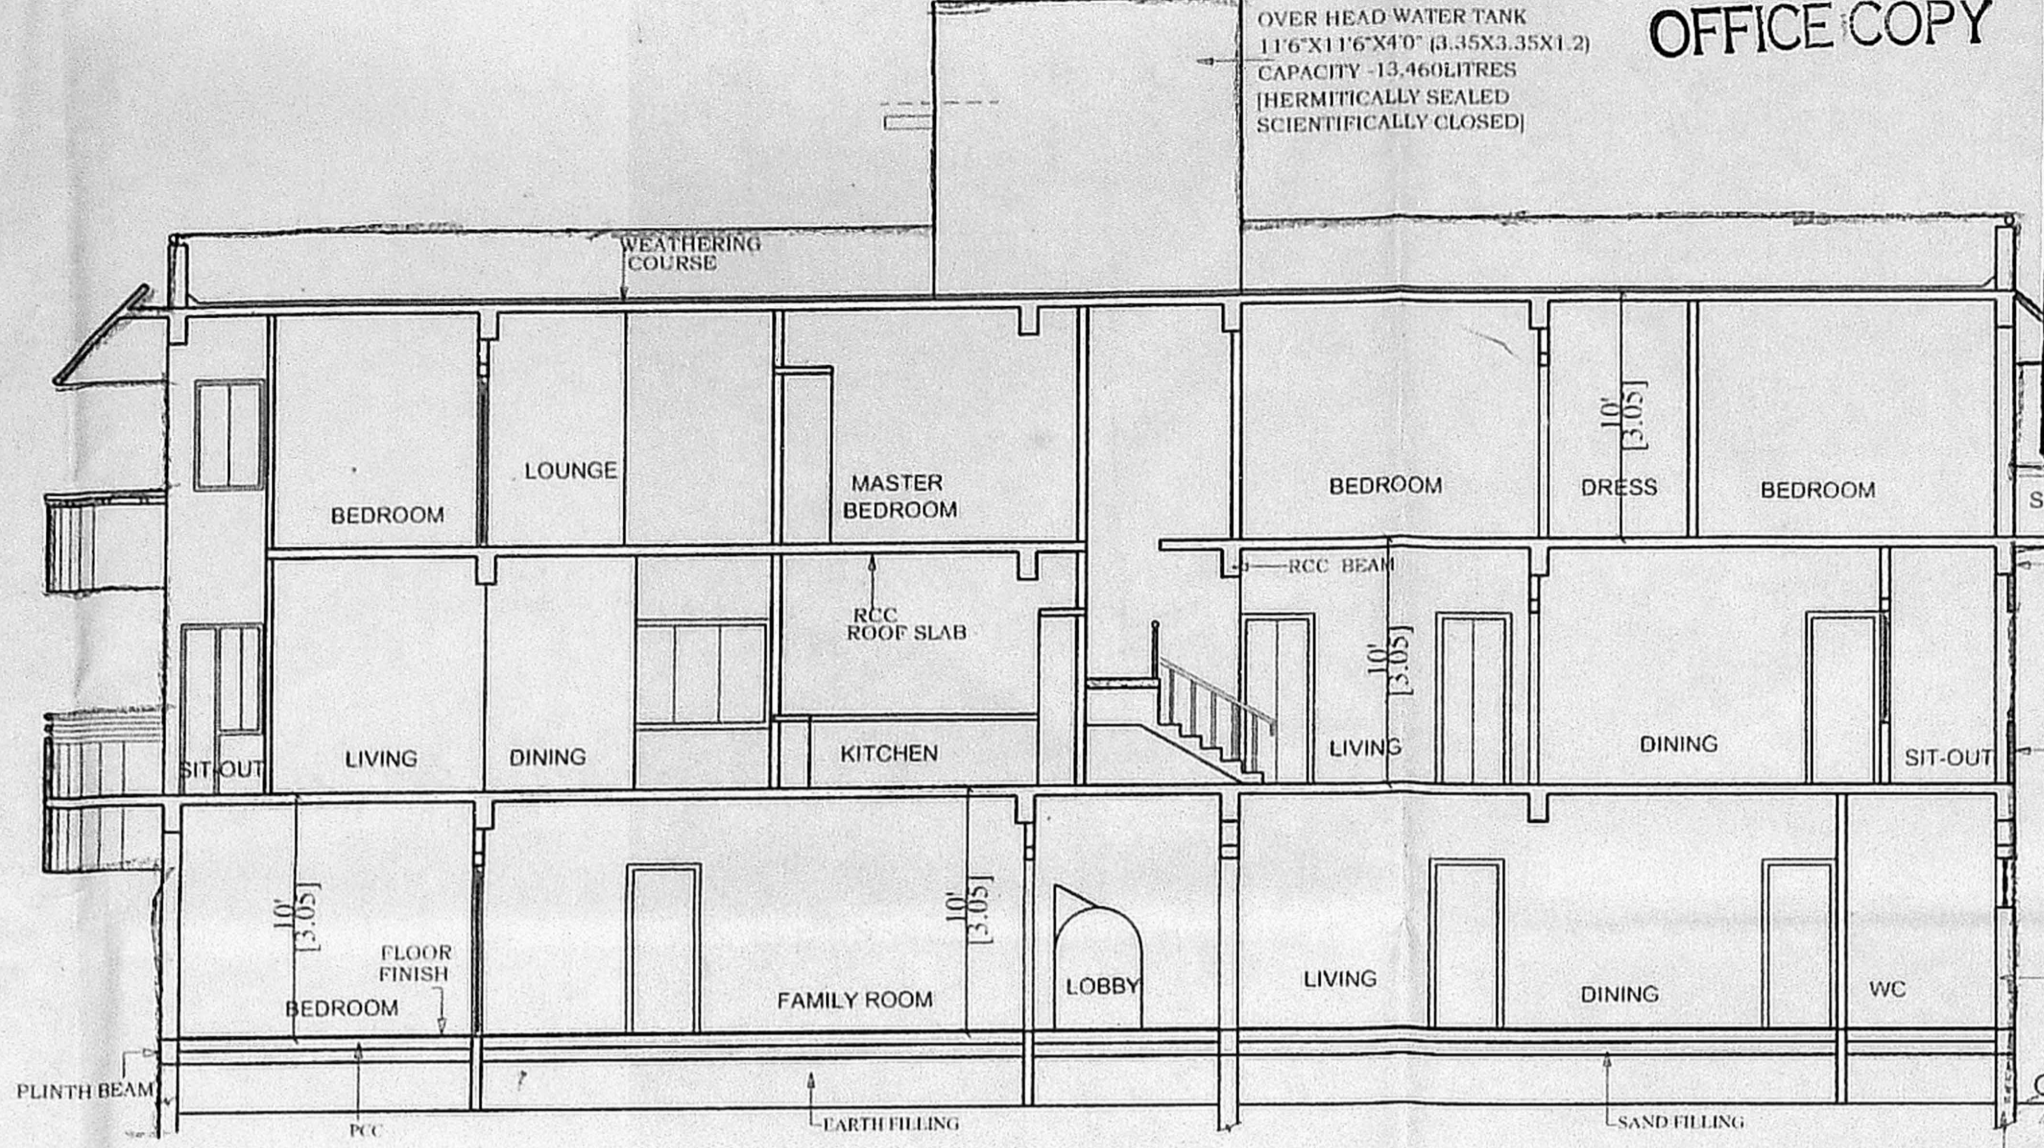 OVER HEAD WATER TANK
11'6"X11'6"X4'0" (3.35X3.35X1.2)
CAPACITY -13,460LITRES
[HERMITICALLY SEALED
SCIENTIFICALLY CLOSED]
OFFICE COPY
WEATHERING
COURSE
BEDROOM
LOUNGE
MASTER
BEDROOM
BEDROOM
DRESS
10'
[3.05]
BEDROOM
S
RCC BEAM
RCC
ROOF SLAB
10'
[3.05]
SIT-OUT
LIVING
DINING
KITCHEN
LIVING
DINING
SIT-OUT
10'
[3.05]
FLOOR
FINISH
BEDROOM
10'
[3.05]
FAMILY ROOM
LOBBY
LIVING
DINING
WC
PLINTH BEAM
PCC
EARTH FILLING
SAND FILLING